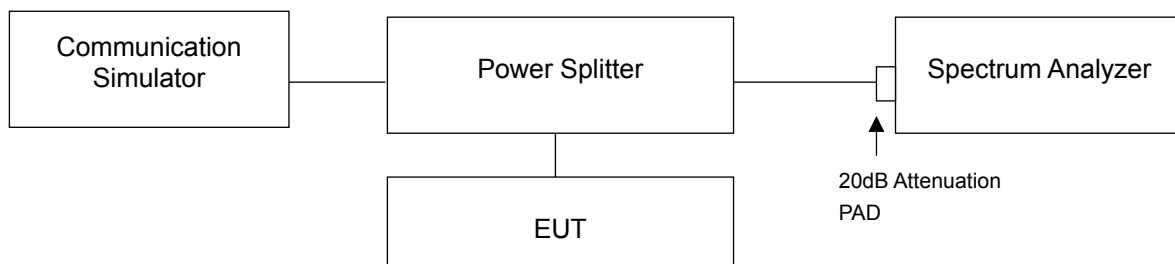 Communication
Simulator
Power Splitter
Spectrum Analyzer
20dB Attenuation
PAD
EUT